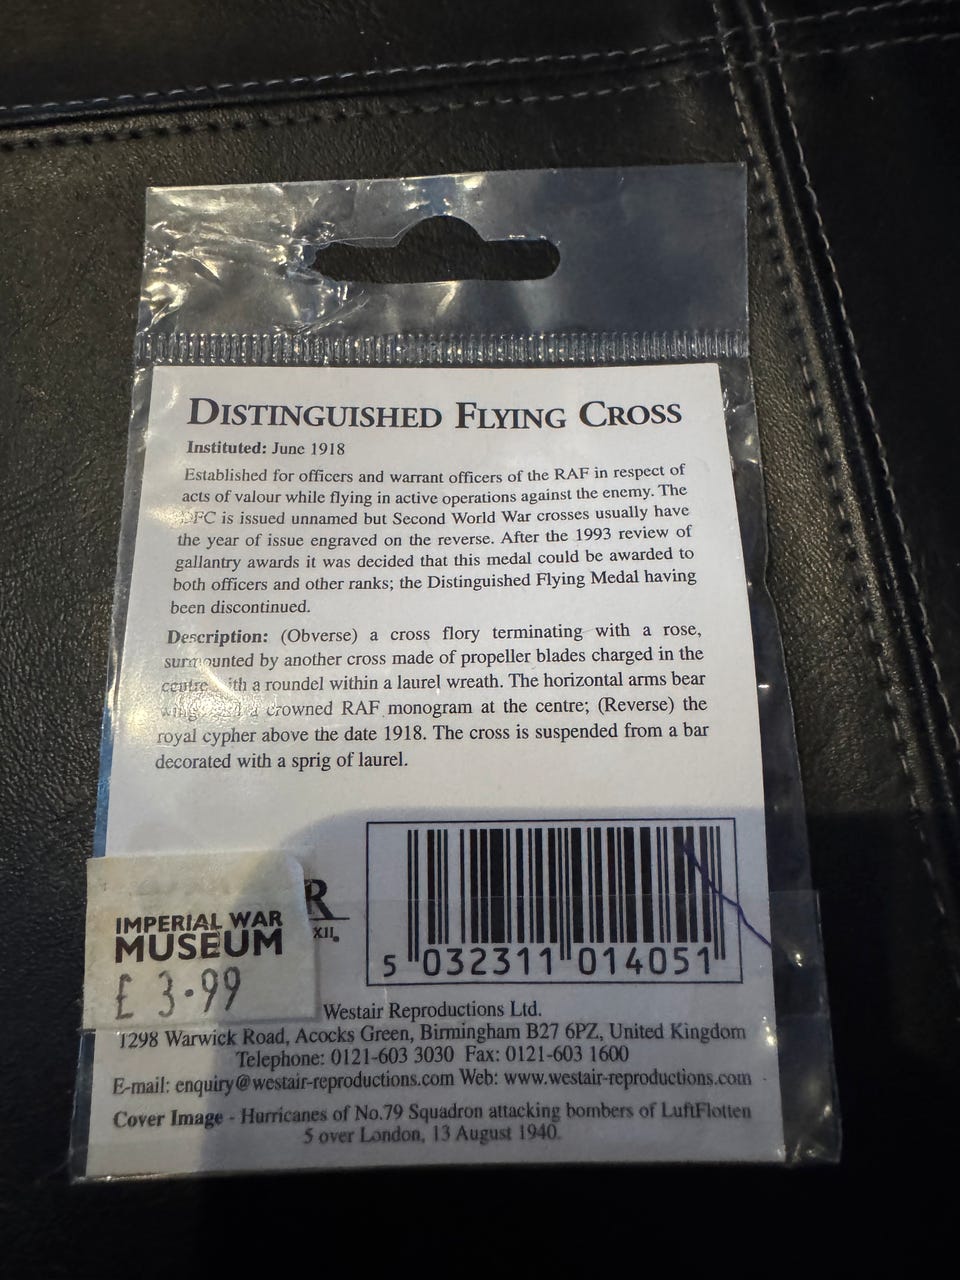 DISTINGUISHED FLYING CROSS
Instituted: June 1918
Established for officers and warrant officers of the RAF in respect of
acts of valour while flying in active operations against the enemy. The
DFC is issued unnamed but Second World War crosses usually have
the year of issue engraved on the reverse. After the 1993 review of
gallantry awards it was decided that this medal could be awarded to
both officers and other ranks; the Distinguished Flying Medal having
been discontinued.
Description: (Obverse) a cross flory terminating with a rose,
surmounted by another cross made of propeller blades charged in the
centre with a roundel within a laurel wreath. The horizontal arms bear
wings and a crowned RAF monogram at the centre; (Reverse) the
royal cypher above the date 1918. The cross is suspended from a bar
decorated with a sprig of laurel.
R
XII.
IMPERIAL WAR
MUSEUM
£ 3.99
5 032311 014051
Westair Reproductions Ltd.
1298 Warwick Road, Acocks Green, Birmingham B27 6PZ, United Kingdom
Telephone: 0121-603 3030 Fax: 0121-603 1600
E-mail: enquiry@westair-reproductions.com Web: www.westair-reproductions.com
Cover Image - Hurricanes of No.79 Squadron attacking bombers of LuftFlotten
5 over London, 13 August 1940.